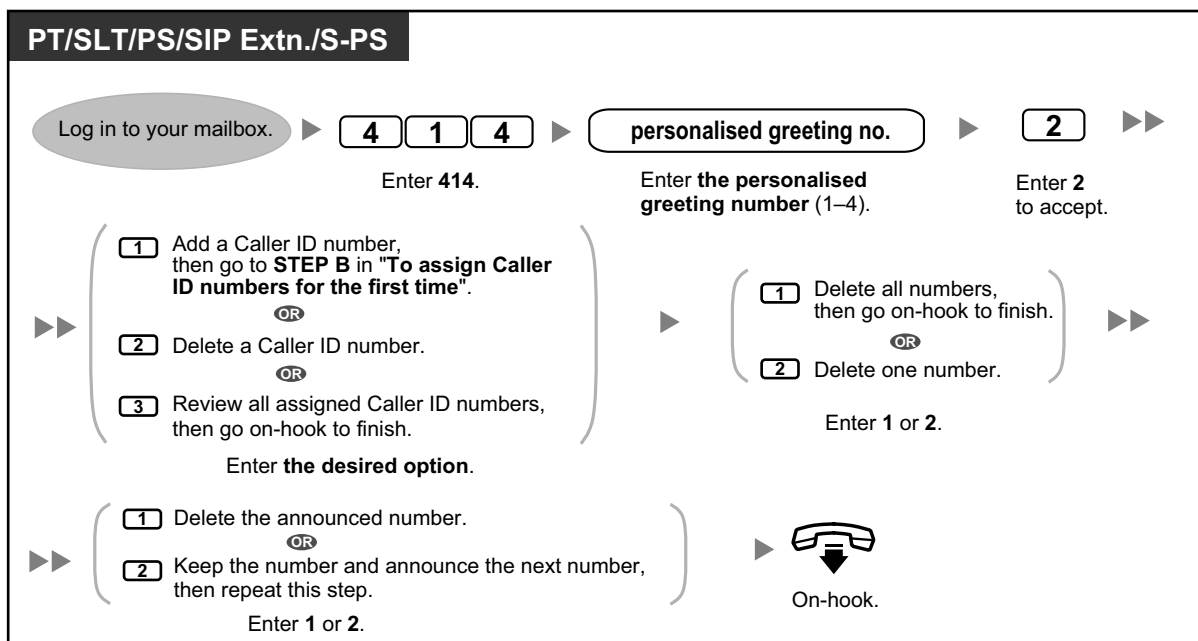 PT/SLT/PS/SIP Extn./S-PS
Log in to your mailbox.
4 1 4
personalised greeting no.
2
Enter 414.
Enter the personalised
greeting number (1–4).
Enter 2
to accept.
1 Add a Caller ID number,
then go to STEP B in "To assign Caller
ID numbers for the first time".
OR
2 Delete a Caller ID number.
OR
3 Review all assigned Caller ID numbers,
then go on-hook to finish.
Enter the desired option.
1 Delete all numbers,
then go on-hook to finish.
OR
2 Delete one number.
Enter 1 or 2.
1 Delete the announced number.
OR
2 Keep the number and announce the next number,
then repeat this step.
Enter 1 or 2.
On-hook.